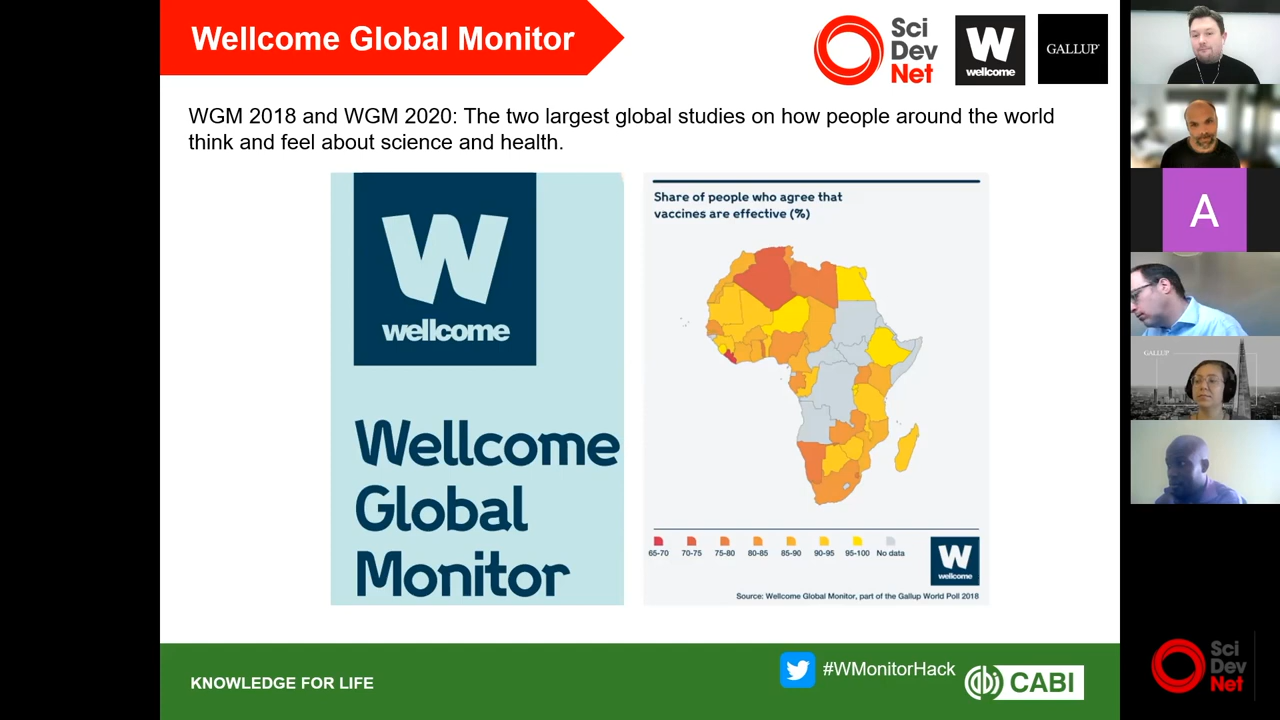 Wellcome Global Monitor
Sci
Dev
Net
W
wellcome
GALLUP
WGM 2018 and WGM 2020: The two largest global studies on how people around the world
think and feel about science and health.
W
wellcome
Wellcome
Global
Monitor
Share of people who agree that
vaccines are effective (%)
65-70 70-75 75-80 80-85 85-90 90-95 95-100 No data
W
wellcome
Source: Wellcome Global Monitor, part of the Gallup World Poll 2018
KNOWLEDGE FOR LIFE
#WMonitorHack
cabi CABI
A
GALLUP
Sci
Dev
Net